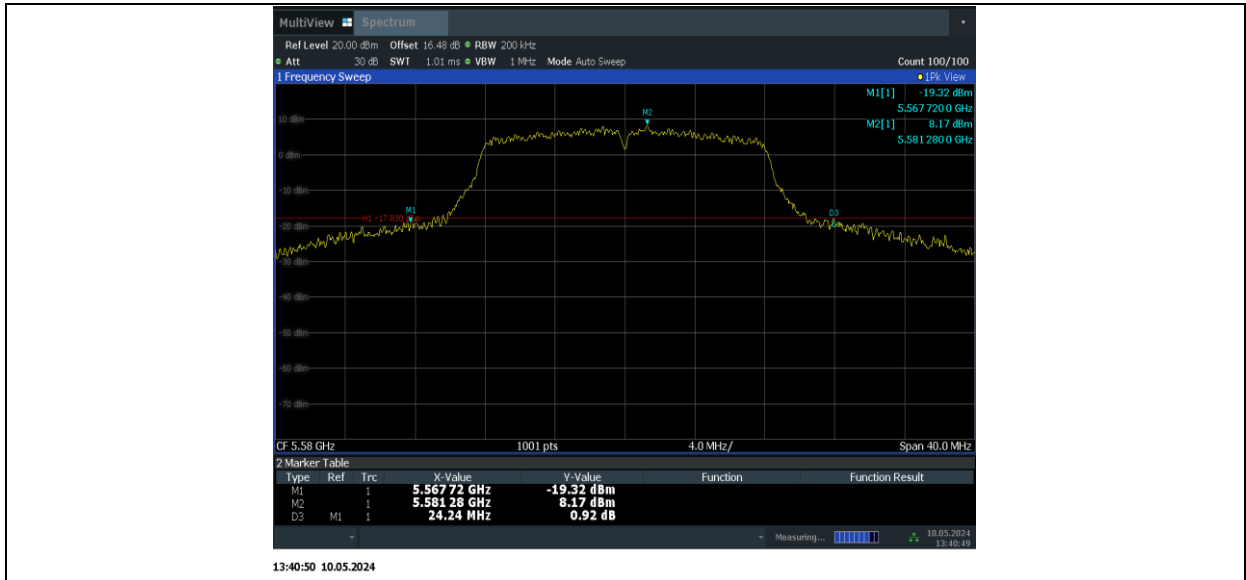 MultiView Spectrum
Ref Level 20.00 dBm Offset 16.48 dB RBW 200 kHz
Att 30 dB SWT 1.01 ms VBW 1 MHz Mode Auto Sweep Count 100/100
1 Frequency Sweep 1Pk View
M1[1] -19.32 dBm
5.567 720 0 GHz
M2[1] 8.17 dBm
5.581 280 0 GHz
M2
10 dBm
0 dBm
-10 dBm
M1
H1 -17.830
D3
-20 dBm
-30 dBm
-40 dBm
-50 dBm
-60 dBm
-70 dBm
CF 5.58 GHz 1001 pts 4.0 MHz/ Span 40.0 MHz
2 Marker Table
Type Ref Trc X-Value Y-Value Function Function Result
M1 1 5.567 72 GHz -19.32 dBm
M2 1 5.581 28 GHz 8.17 dBm
D3 M1 1 24.24 MHz 0.92 dB
Measuring... 10.05.2024
13:40:49
13:40:50 10.05.2024